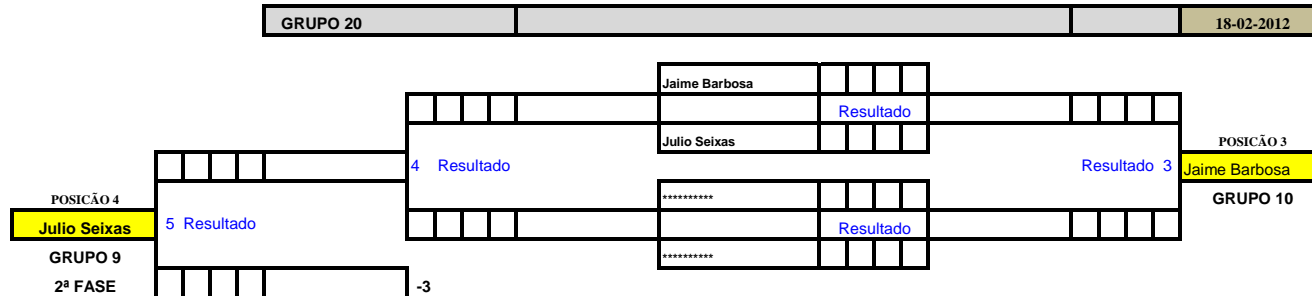 GRUPO 20 18-02-2012
Jaime Barbosa
Resultado
Julio Seixas POSICÃO 3
4 Resultado Resultado 3 Jaime Barbosa
POSICÃO 4 ********** GRUPO 10
Julio Seixas 5 Resultado Resultado
GRUPO 9 **********
2ª FASE -3